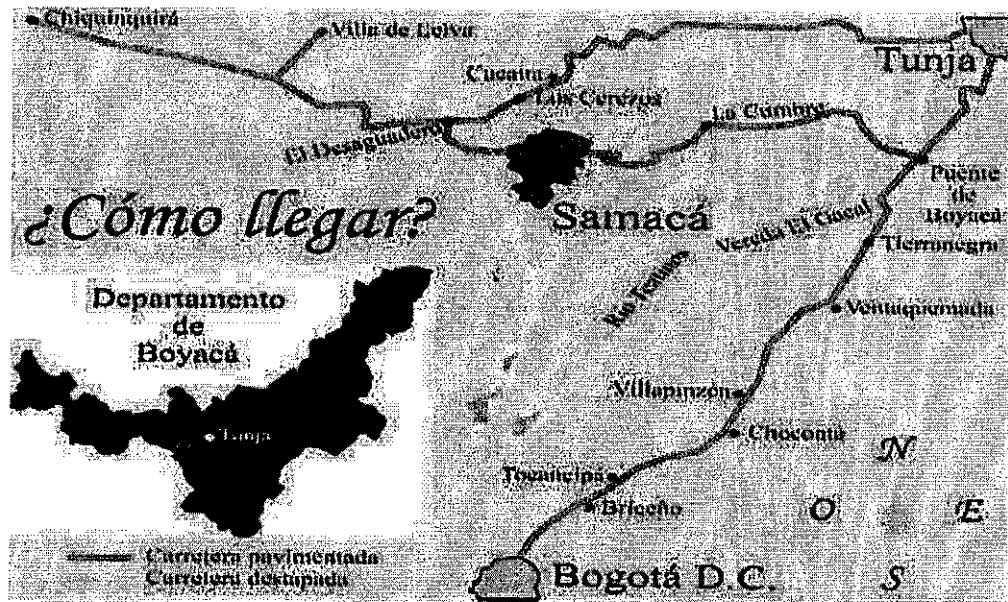 Chiquinquirá
Villa de Leiva
Tunja
Cucaita
Los Cerezos
La Cumbre
El Desaguadero
Puente
de
Boyacá
¿Cómo llegar?
Samacá
Vereda El Gacal
Tierranegra
Río Teatinos
Ventaquemada
Departamento
de
Boyacá
Tunja
Villapinzón
Chocontá
N
Tocancipá
Briceño
O E
Carretera pavimentada
Carretera destapada
Bogotá D.C.
S